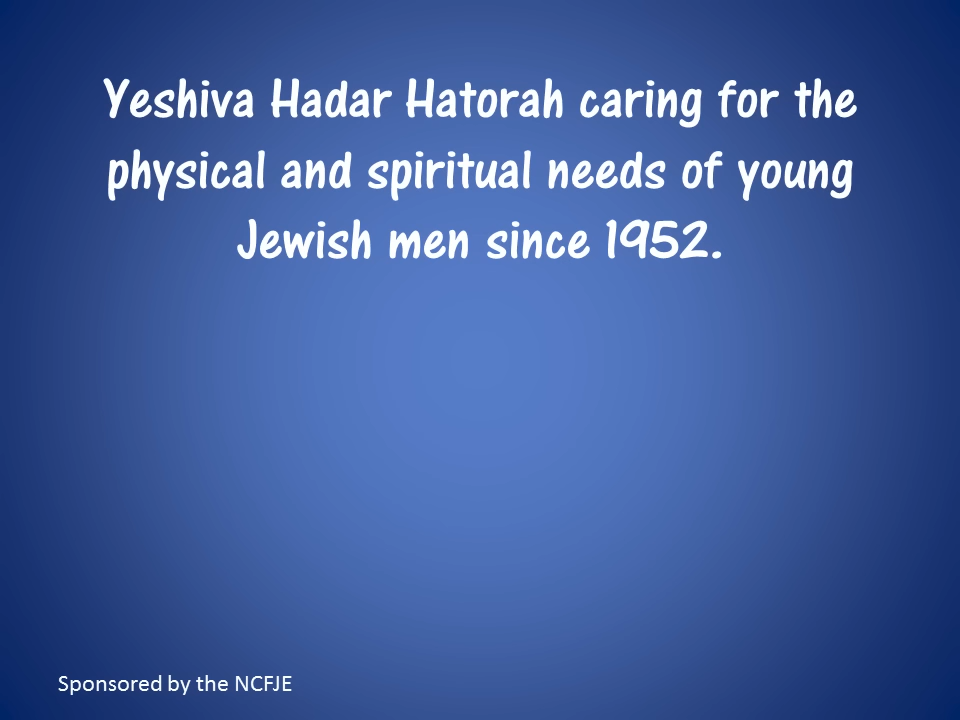 Yeshiva Hadar Hatorah caring for the
physical and spiritual needs of young
Jewish men since 1952.
Sponsored by the NCFJE